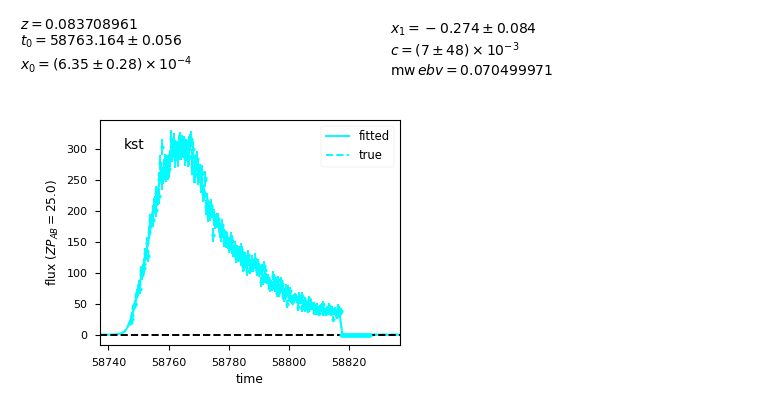 z = 0.083708961
t₀ = 58763.164 ± 0.056
x₀ = (6.35 ± 0.28) × 10⁻⁴
x₁ = −0.274 ± 0.084
c = (7 ± 48) × 10⁻³
mw ebv = 0.070499971
kst
fitted
true
flux (ZP_AB = 25.0)
300
250
200
150
100
50
0
58740 58760 58780 58800 58820
time